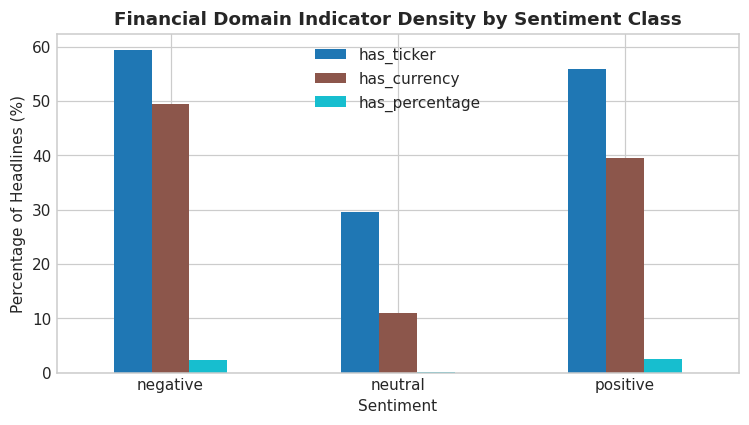 Financial Domain Indicator Density by Sentiment Class
has_ticker
has_currency
has_percentage
Percentage of Headlines (%)
60
50
40
30
20
10
0
negative
neutral
positive
Sentiment